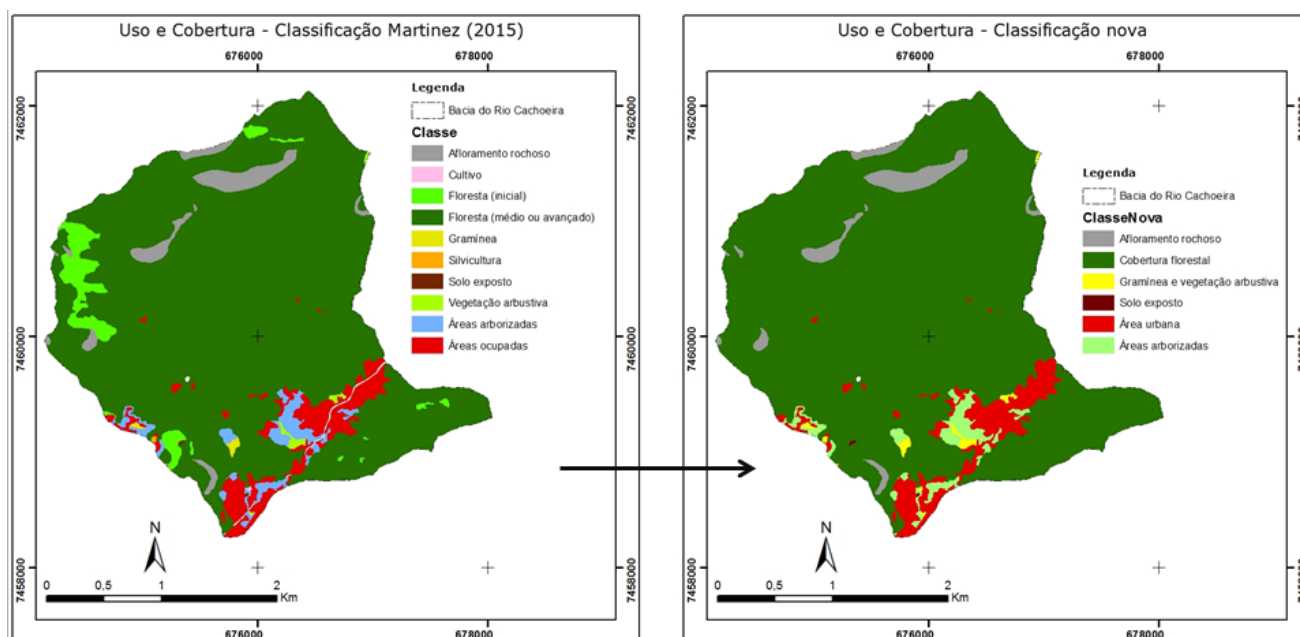 Uso e Cobertura - Classificação Martinez (2015)
676000
678000
7462000
7460000
7458000
Legenda
Bacia do Rio Cachoeira
Classe
Afloramento rochoso
Cultivo
Floresta (inicial)
Floresta (médio ou avançado)
Gramínea
Silvicultura
Solo exposto
Vegetação arbustiva
Áreas arborizadas
Áreas ocupadas
N
0 0,5 1 2
Km
676000
678000
Uso e Cobertura - Classificação nova
676000
678000
7462000
7460000
7458000
Legenda
Bacia do Rio Cachoeira
ClasseNova
Afloramento rochoso
Cobertura florestal
Gramínea e vegetação arbustiva
Solo exposto
Área urbana
Áreas arborizadas
N
0 0,5 1 2
Km
676000
678000